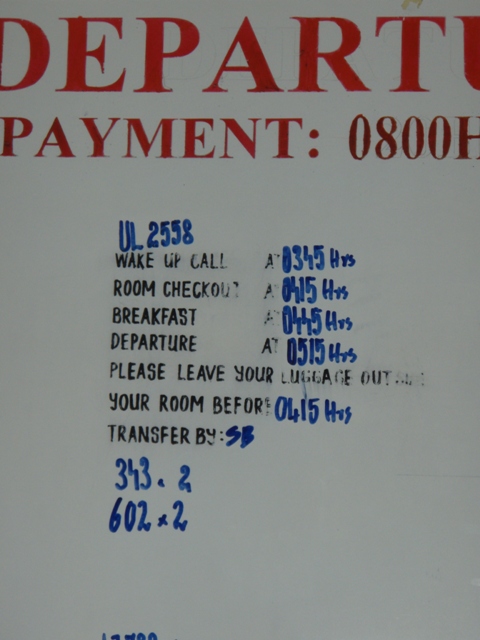 DEPARTU
PAYMENT: 0800H
UL 2558
WAKE UP CALL AT 0345 Hrs
ROOM CHECKOUT AT 0415 Hrs
BREAKFAST AT 0445 Hrs
DEPARTURE AT 0515 Hrs
PLEASE LEAVE YOUR LUGGAGE OUTSIDE
YOUR ROOM BEFORE 0415 Hrs
TRANSFER BY: SB
343 x 2
602 x 2